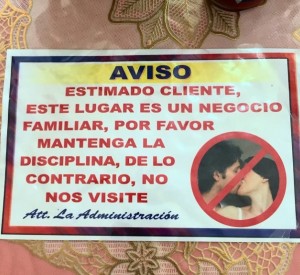 AVISO
ESTIMADO CLIENTE,
ESTE LUGAR ES UN NEGOCIO
FAMILIAR, POR FAVOR
MANTENGA LA
DISCIPLINA, DE LO
CONTRARIO, NO
NOS VISITE
Att. La Administración